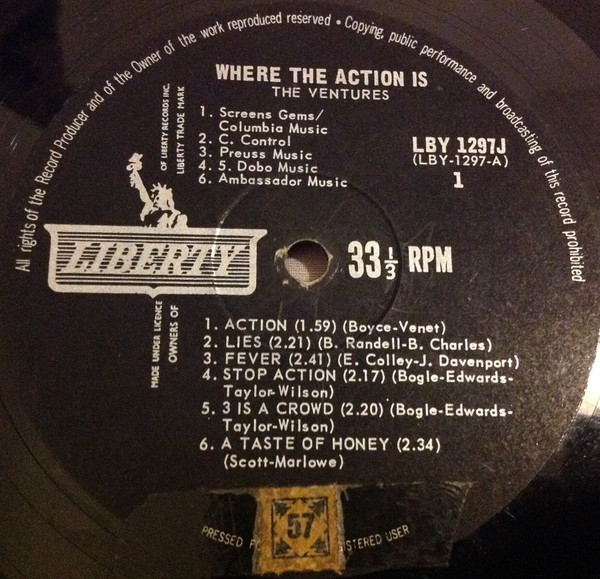 All rights of the Record Producer and of the Owner of the work reproduced reserved • Copying, public performance and broadcasting of this record prohibited
WHERE THE ACTION IS
THE VENTURES
1. Screens Gems/
Columbia Music
2. C. Control
3. Preuss Music
4. 5. Dobo Music
6. Ambassador Music
LBY 1297J
(LBY-1297-A)
1
OF LIBERTY RECORDS INC.
LIBERTY TRADE MARK
LIBERTY
33 1/3 RPM
MADE UNDER LICENCE
OWNERS OF
1. ACTION (1.59) (Boyce-Venet)
2. LIES (2.21) (B. Randell-B. Charles)
3. FEVER (2.41) (E. Colley-J. Davenport)
4. STOP ACTION (2.17) (Bogle-Edwards-
Taylor-Wilson)
5. 3 IS A CROWD (2.20) (Bogle-Edwards-
Taylor-Wilson)
6. A TASTE OF HONEY (2.34)
(Scott-Marlowe)
57
PRESSED
USER